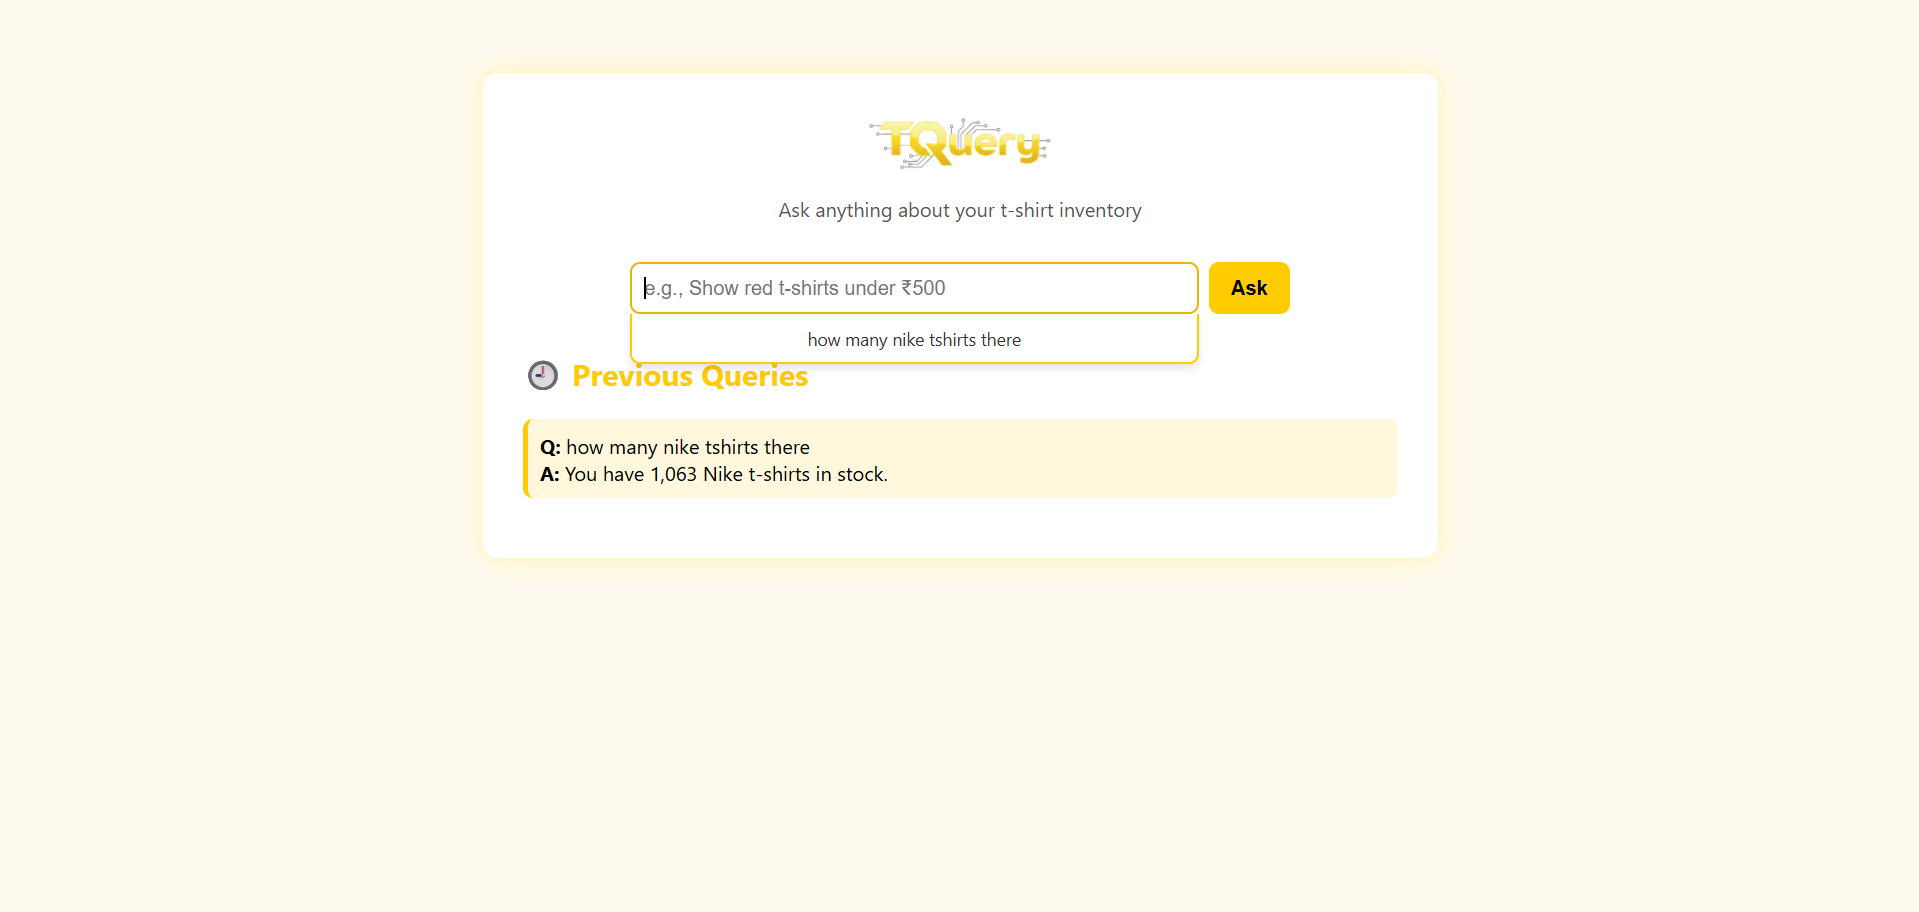 TQuery
Ask anything about your t-shirt inventory
e.g., Show red t-shirts under ₹500
Ask
how many nike tshirts there
Previous Queries
Q: how many nike tshirts there
A: You have 1,063 Nike t-shirts in stock.